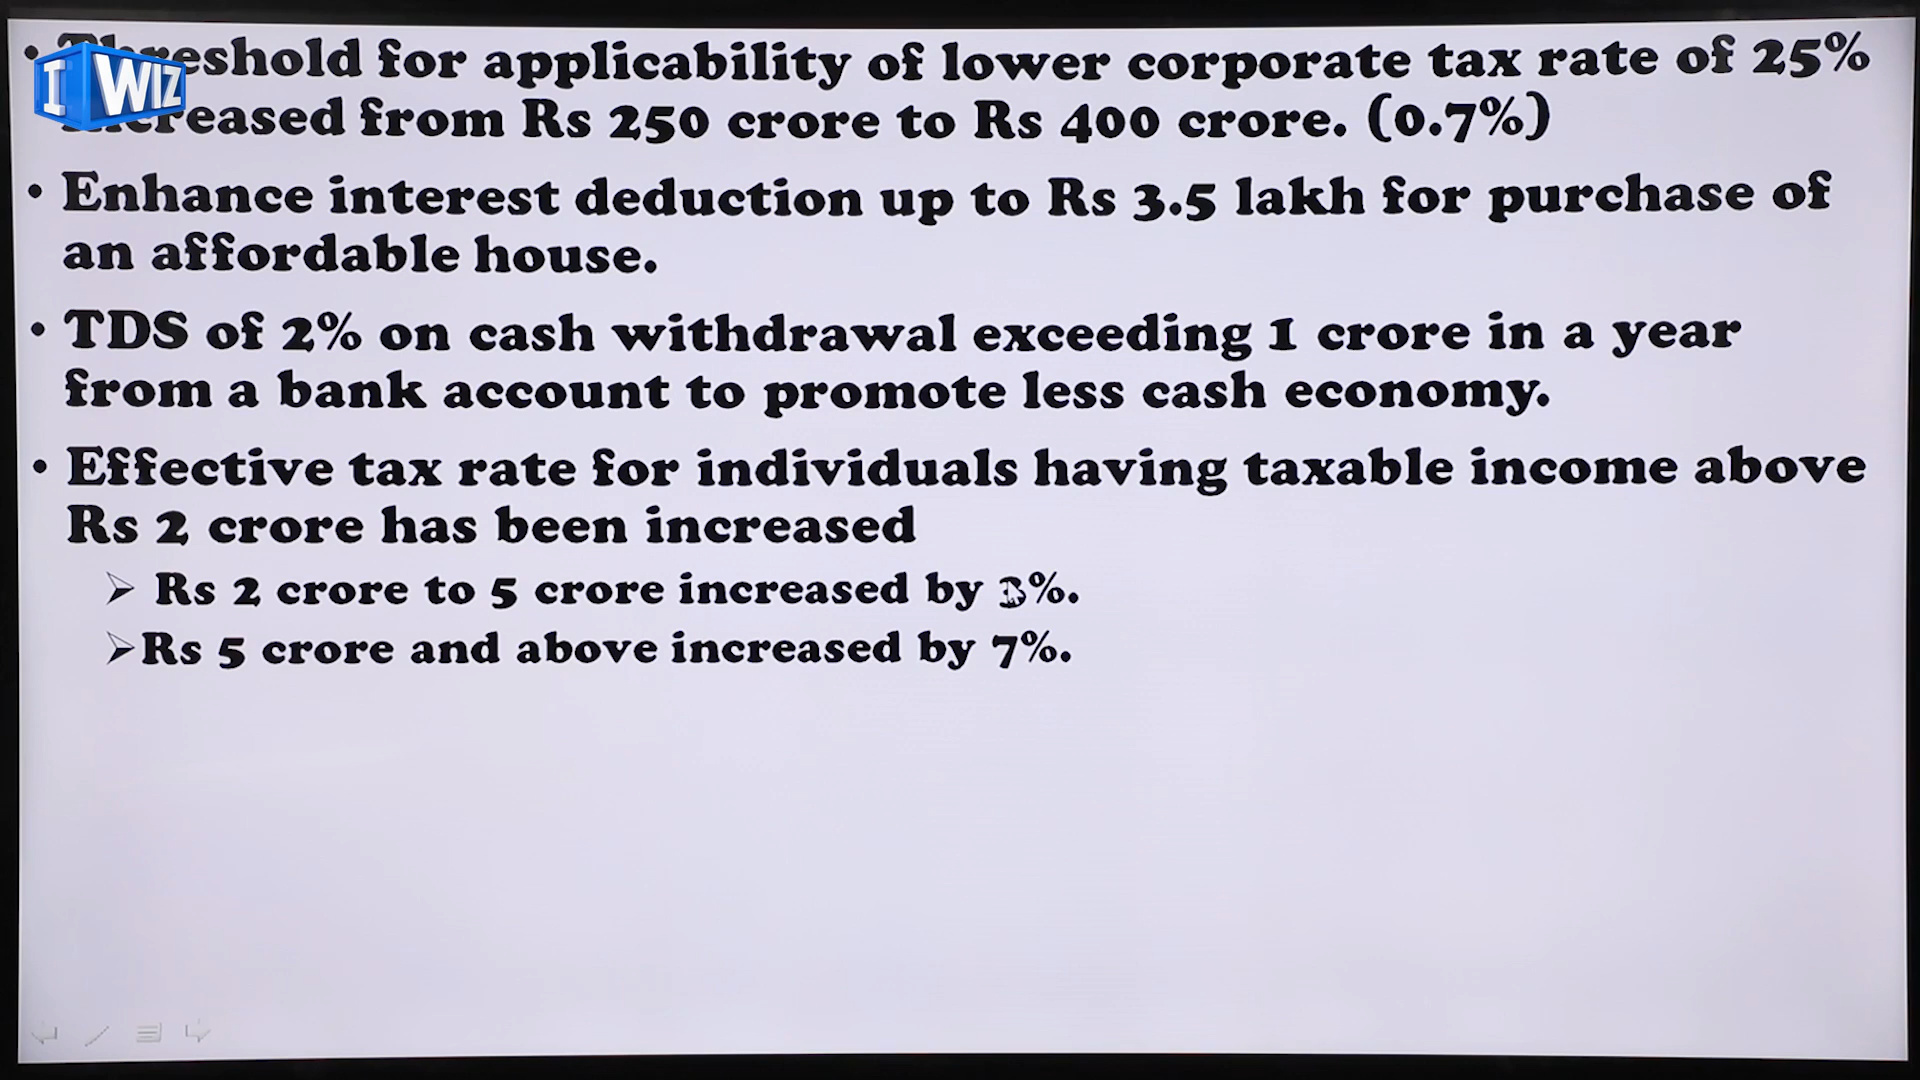 I WIZ
• Threshold for applicability of lower corporate tax rate of 25%
increased from Rs 250 crore to Rs 400 crore. (0.7%)
• Enhance interest deduction up to Rs 3.5 lakh for purchase of
an affordable house.
• TDS of 2% on cash withdrawal exceeding 1 crore in a year
from a bank account to promote less cash economy.
• Effective tax rate for individuals having taxable income above
Rs 2 crore has been increased
➢ Rs 2 crore to 5 crore increased by 3%.
➢Rs 5 crore and above increased by 7%.